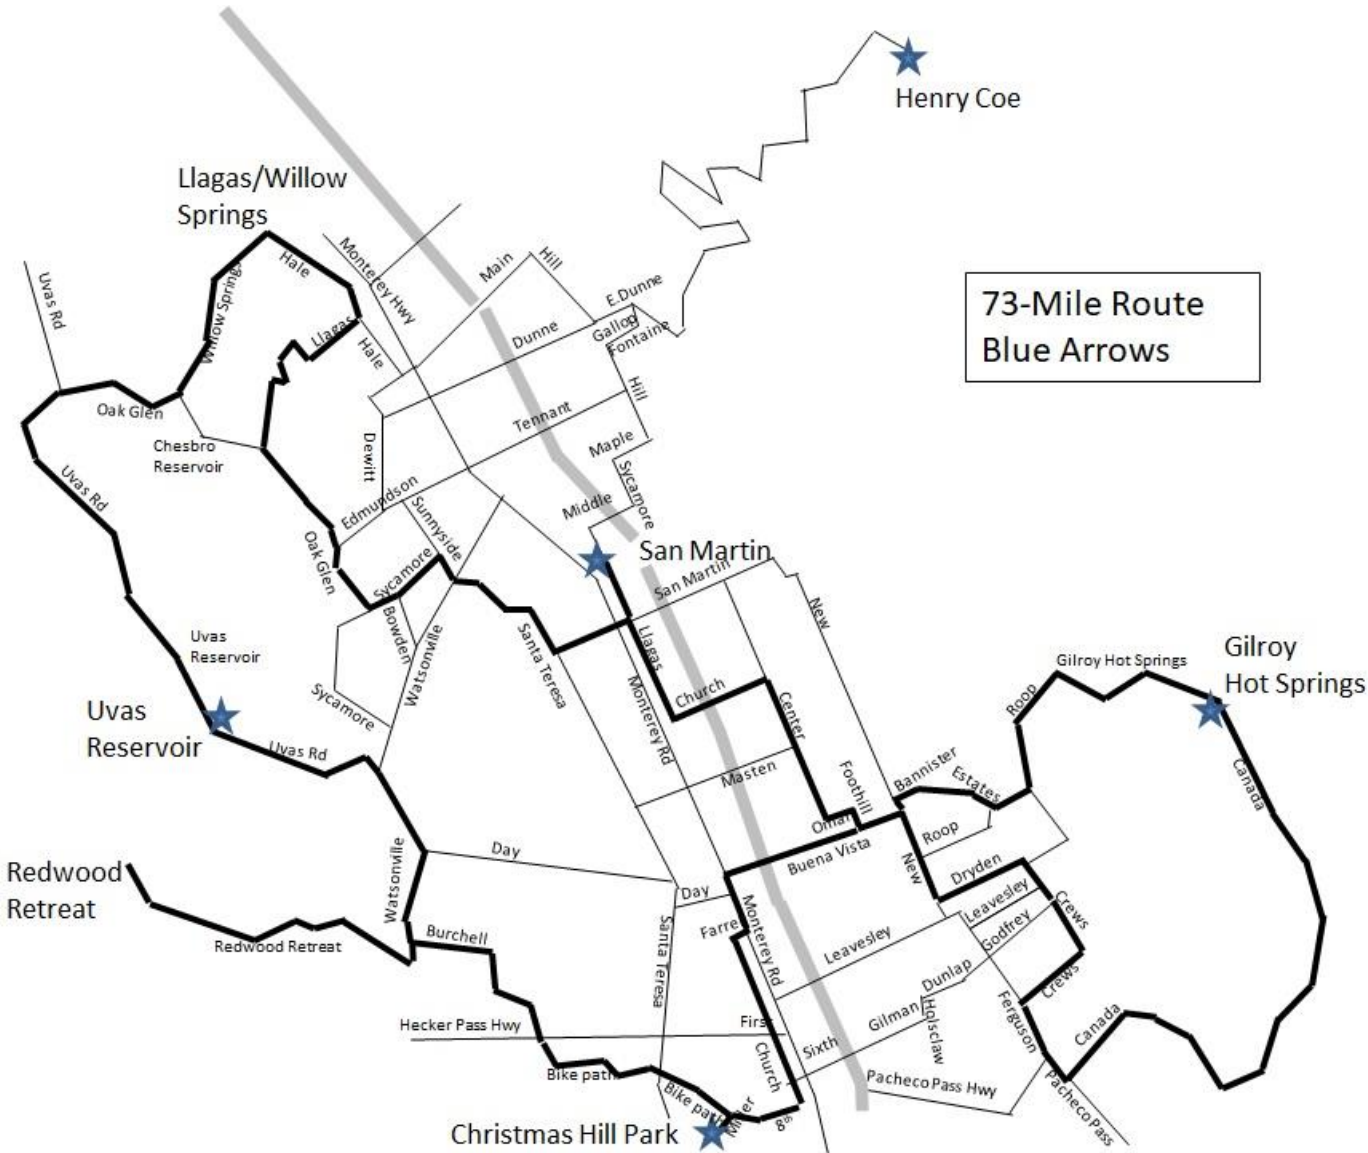 Henry Coe
Llagas/Willow
Springs
73-Mile Route
Blue Arrows
Monterey Hwy
Main
Hill
Hale
Uvas Rd
Willow Springs
Llagas
Hale
E.Dunne
Gallop
Fontaine
Dunne
Hill
Oak Glen
Chesbro
Reservoir
Dewitt
Tennant
Maple
Sycamore
Uvas Rd
Edmundson
Sunnyside
Middle
San Martin
San Martin
Oak Glen
Sycamore
Bowden
New
Uvas
Reservoir
Watsonville
Santa Teresa
Llagas
Sycamore
Monterey Rd
Church
Center
Gilroy Hot Springs
Gilroy
Hot Springs
Roop
Uvas
Reservoir
Uvas Rd
Masten
Foothill
Bannister
Estates
Canada
Omar
Roop
Buena Vista
New
Day
Dryden
Redwood
Retreat
Watsonville
Day
Leavesley
Crews
Redwood Retreat
Burchell
Santa Teresa
Farrel
Monterey Rd
Leavesley
Godfrey
Crews
Dunlap
Hecker Pass Hwy
First
Gilman
Holsclaw
Ferguson
Canada
Sixth
Church
Bike path
Bike path
Pacheco Pass Hwy
Pacheco Pass
Miller
Christmas Hill Park